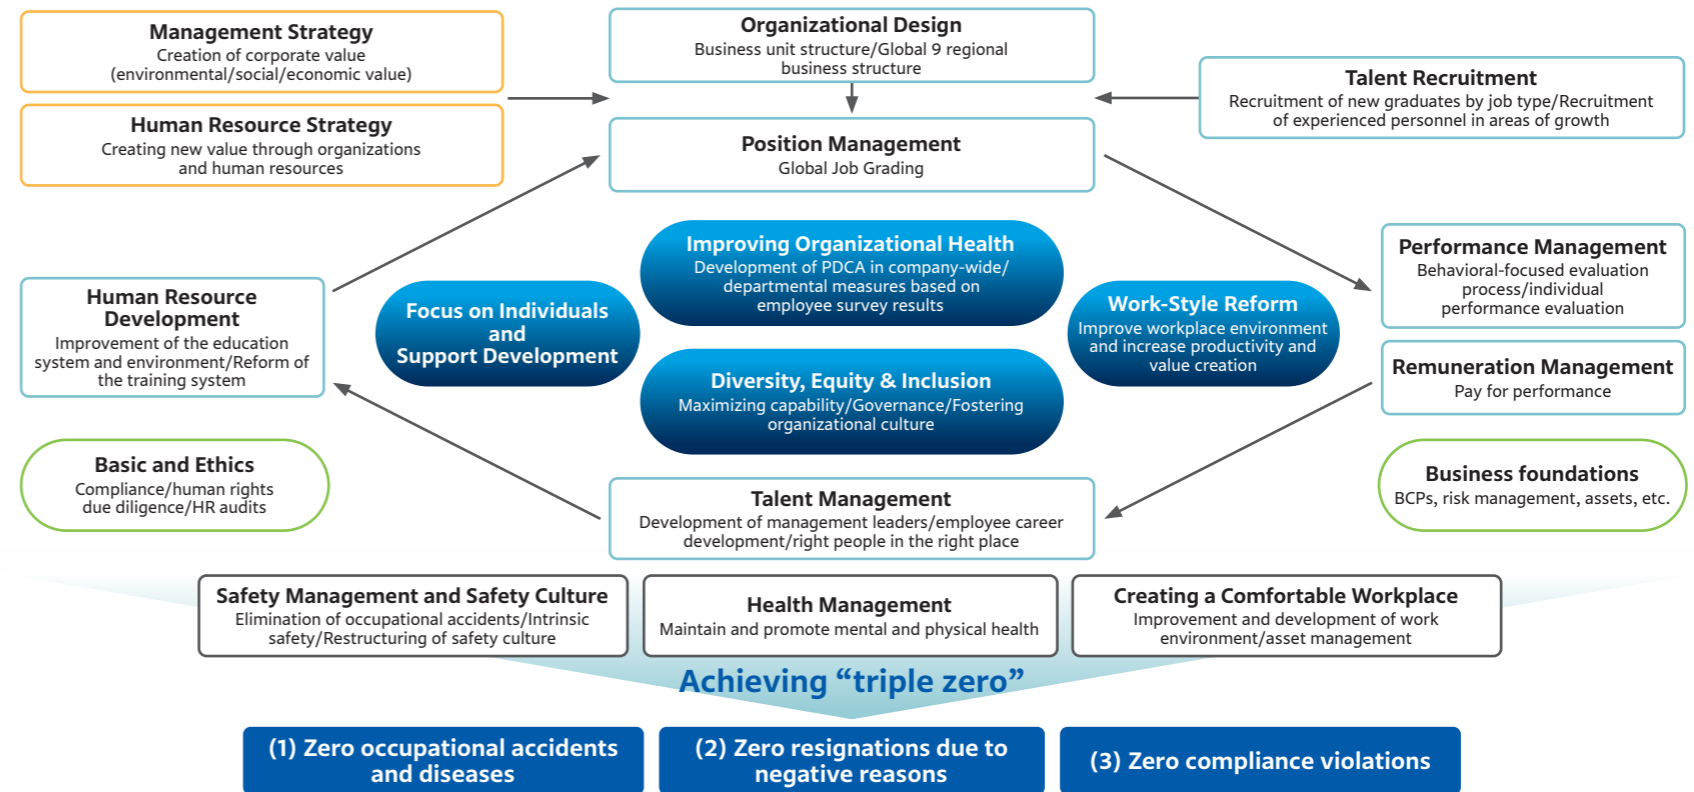 Management Strategy
Creation of corporate value
(environmental/social/economic value)
Human Resource Strategy
Creating new value through organizations
and human resources
Organizational Design
Business unit structure/Global 9 regional
business structure
Position Management
Global Job Grading
Talent Recruitment
Recruitment of new graduates by job type/Recruitment
of experienced personnel in areas of growth
Human Resource
Development
Improvement of the education
system and environment/Reform of
the training system
Focus on Individuals
and
Support Development
Improving Organizational Health
Development of PDCA in company-wide/
departmental measures based on
employee survey results
Diversity, Equity & Inclusion
Maximizing capability/Governance/Fostering
organizational culture
Work-Style Reform
Improve workplace environment
and increase productivity and
value creation
Performance Management
Behavioral-focused evaluation
process/individual
performance evaluation
Remuneration Management
Pay for performance
Basic and Ethics
Compliance/human rights
due diligence/HR audits
Talent Management
Development of management leaders/employee career
development/right people in the right place
Business foundations
BCPs, risk management, assets, etc.
Safety Management and Safety Culture
Elimination of occupational accidents/Intrinsic
safety/Restructuring of safety culture
Health Management
Maintain and promote mental and physical health
Creating a Comfortable Workplace
Improvement and development of work
environment/asset management
Achieving “triple zero”
(1) Zero occupational accidents
and diseases
(2) Zero resignations due to
negative reasons
(3) Zero compliance violations